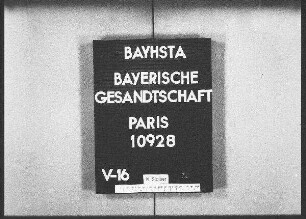 BAYHSTA
BAYERISCHE
GESANDTSCHAFT
PARIS
10928
V-16